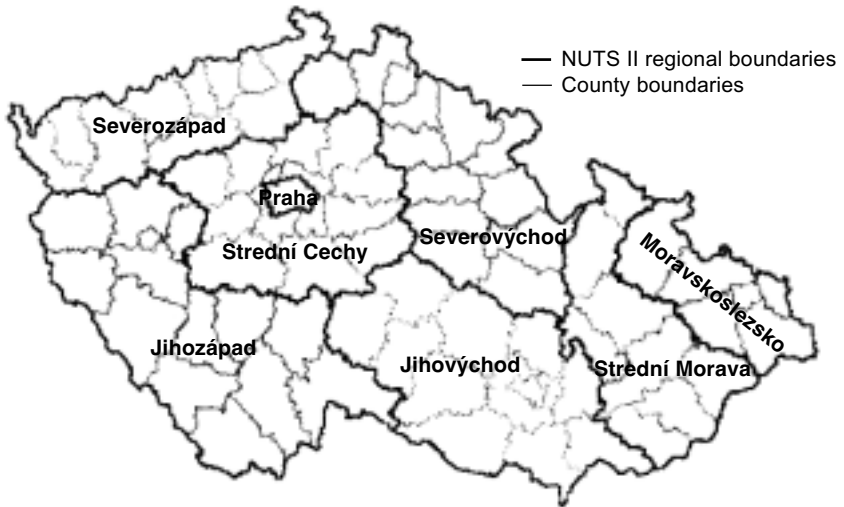 NUTS II regional boundaries
County boundaries
Severozápad
Praha
Strední Cechy
Severovýchod
Moravskoslezsko
Jihozápad
Jihovýchod
Strední Morava